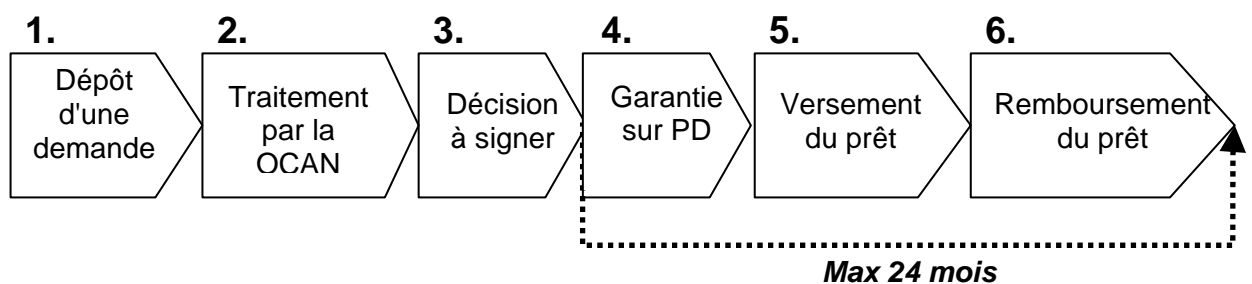 1.
Dépôt
d'une
demande
2.
Traitement
par la
OCAN
3.
Décision
à signer
4.
Garantie
sur PD
5.
Versement
du prêt
6.
Remboursement
du prêt
Max 24 mois